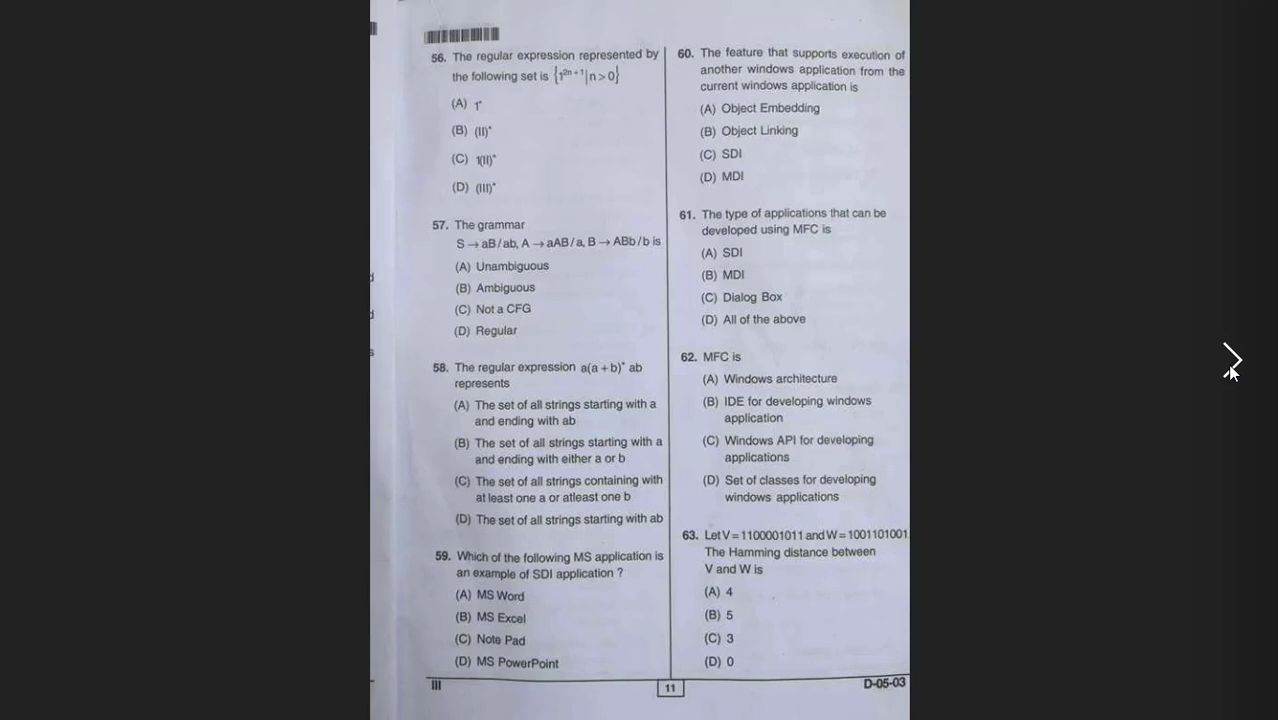 56. The regular expression represented by
the following set is {1^2n+1 | n > 0}
(A) 1*
(B) (II)*
(C) 1(II)*
(D) (III)*
57. The grammar
S → aB / ab, A → aAB / a, B → ABb / b is
(A) Unambiguous
(B) Ambiguous
(C) Not a CFG
(D) Regular
58. The regular expression a(a + b)* ab
represents
(A) The set of all strings starting with a
and ending with ab
(B) The set of all strings starting with a
and ending with either a or b
(C) The set of all strings containing with
at least one a or atleast one b
(D) The set of all strings starting with ab
59. Which of the following MS application is
an example of SDI application ?
(A) MS Word
(B) MS Excel
(C) Note Pad
(D) MS PowerPoint
60. The feature that supports execution of
another windows application from the
current windows application is
(A) Object Embedding
(B) Object Linking
(C) SDI
(D) MDI
61. The type of applications that can be
developed using MFC is
(A) SDI
(B) MDI
(C) Dialog Box
(D) All of the above
62. MFC is
(A) Windows architecture
(B) IDE for developing windows
application
(C) Windows API for developing
applications
(D) Set of classes for developing
windows applications
63. Let V = 1100001011 and W = 1001101001.
The Hamming distance between
V and W is
(A) 4
(B) 5
(C) 3
(D) 0
III
11
D-05-03